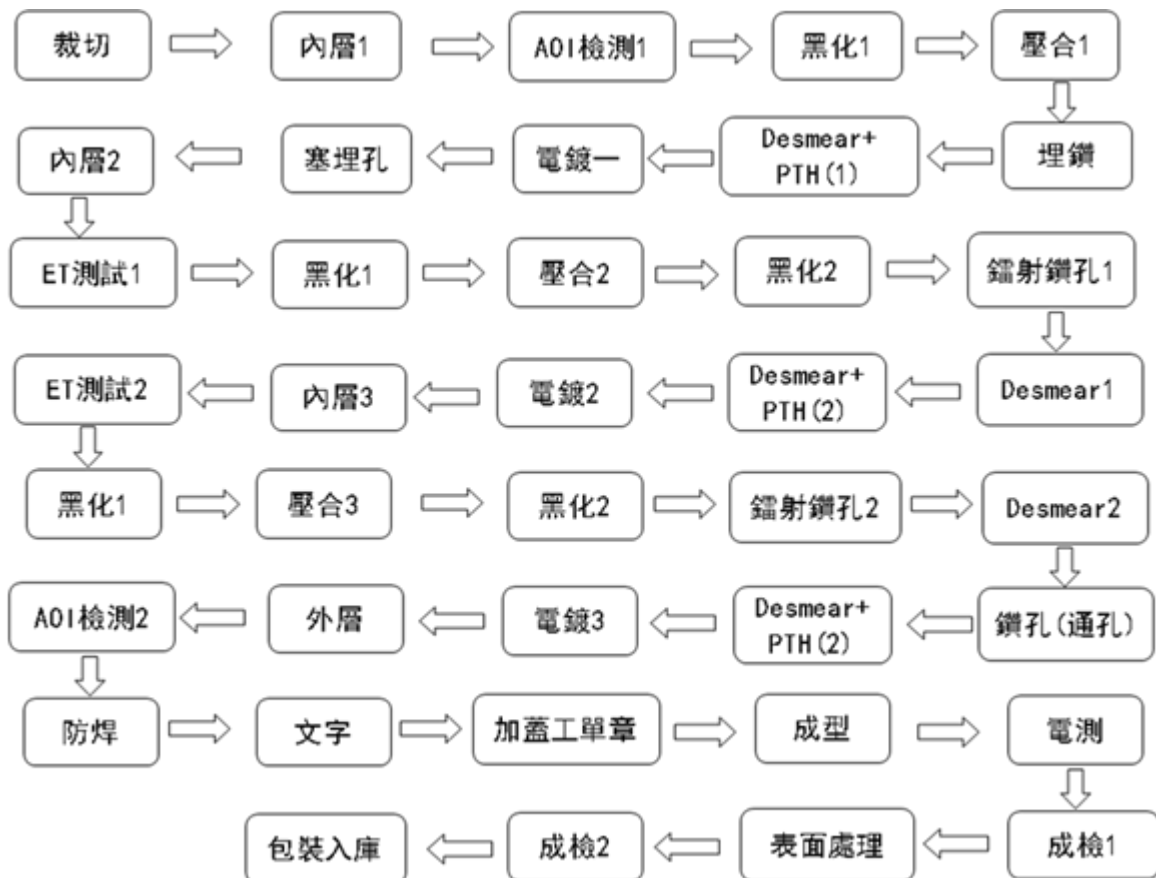 裁切
內層1
AOI檢測1
黑化1
壓合1
埋鑽
Desmear+
PTH(1)
電鍍一
塞埋孔
內層2
ET測試1
黑化1
壓合2
黑化2
鐳射鑽孔1
Desmear1
Desmear+
PTH(2)
電鍍2
內層3
ET測試2
黑化1
壓合3
黑化2
鐳射鑽孔2
Desmear2
鑽孔(通孔)
Desmear+
PTH(2)
電鍍3
外層
AOI檢測2
防焊
文字
加蓋工單章
成型
電測
成檢1
表面處理
成檢2
包裝入庫